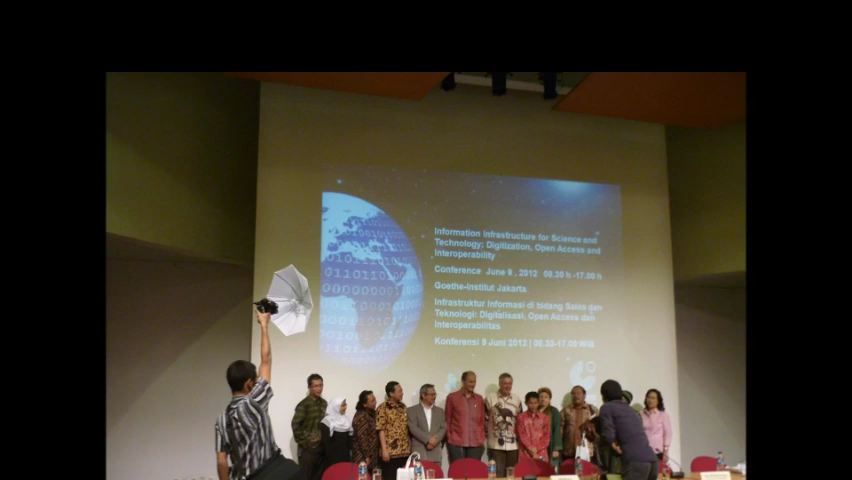 Information Infrastructure for Science and
Technology: Digitization, Open Access and
Interoperability
Conference June 9 , 2012 08.30 h -17.00 h
Goethe-Institut Jakarta
Infrastruktur Informasi di bidang Sains dan
Teknologi: Digitalisasi, Open Access dan
Interoperabilitas
Konferensi 9 Juni 2012 | 08.30-17.00 WIB